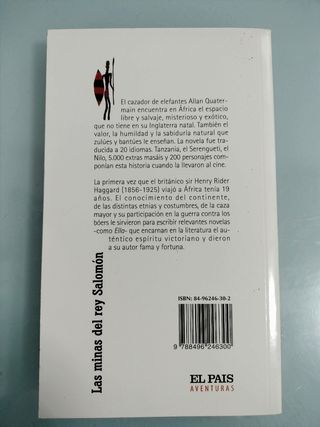 El cazador de elefantes Allan Quater-
main encuentra en África el espacio
libre y salvaje, misterioso y exótico,
que no tiene en su Inglaterra natal. También el
valor, la humildad y la sabiduría natural que
zulúes y bantúes le enseñan. La novela fue tra-
ducida a 20 idiomas. Tanzania, el Serengueti, el
Nilo, 5.000 extras masáis y 200 personajes com-
ponían esta historia cuando la llevaron al cine.
La primera vez que el británico sir Henry Rider
Haggard (1856-1925) viajó a África tenía 19
años. El conocimiento del continente,
de las distintas etnias y costumbres, de la caza
mayor y su participación en la guerra contra los
bóers le sirvieron para escribir relevantes novelas
-como Ella- que encarnan en la literatura el au-
téntico espíritu victoriano y dieron
a su autor fama y fortuna.
Las minas del rey Salomón
ISBN: 84-96246-30-2
9 788496 246300
EL PAIS
AVENTURAS